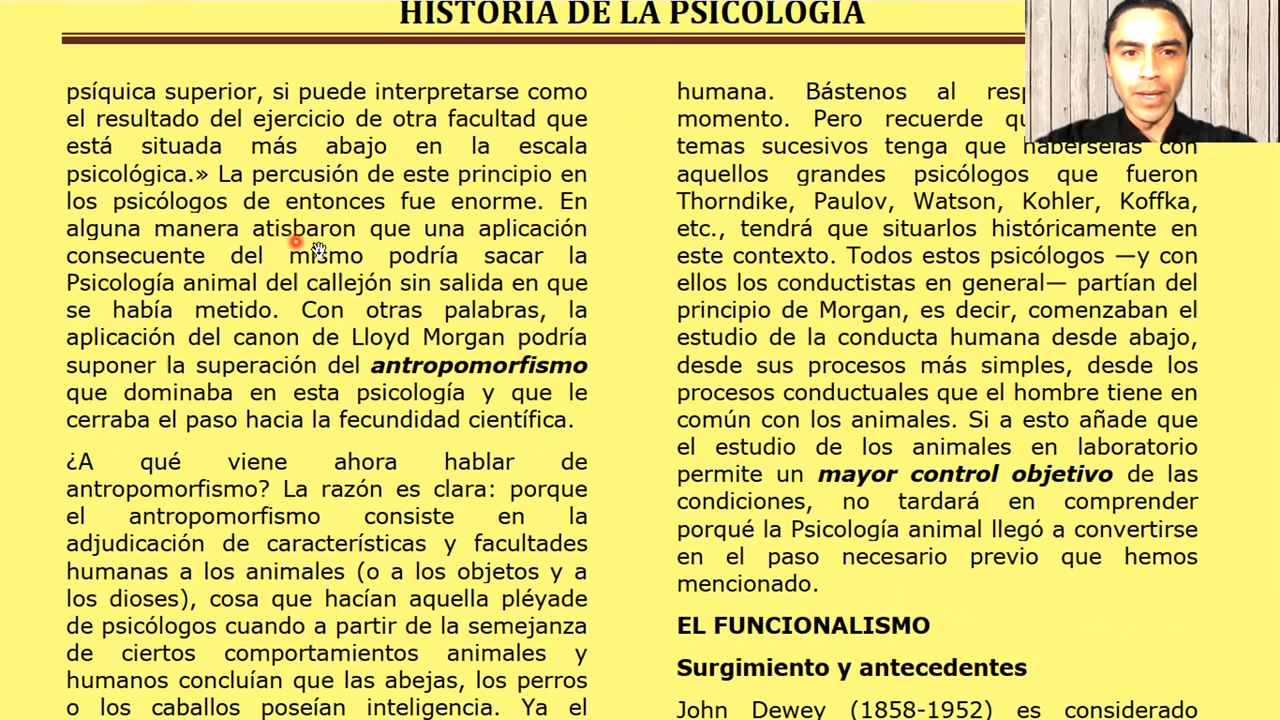 HISTORIA DE LA PSICOLOGÍA
psíquica superior, si puede interpretarse como
el resultado del ejercicio de otra facultad que
está situada más abajo en la escala
psicológica.» La percusión de este principio en
los psicólogos de entonces fue enorme. En
alguna manera atisbaron que una aplicación
consecuente del mismo podría sacar la
Psicología animal del callejón sin salida en que
se había metido. Con otras palabras, la
aplicación del canon de Lloyd Morgan podría
suponer la superación del antropomorfismo
que dominaba en esta psicología y que le
cerraba el paso hacia la fecundidad científica.
¿A qué viene ahora hablar de
antropomorfismo? La razón es clara: porque
el antropomorfismo consiste en la
adjudicación de características y facultades
humanas a los animales (o a los objetos y a
los dioses), cosa que hacían aquella pléyade
de psicólogos cuando a partir de la semejanza
de ciertos comportamientos animales y
humanos concluían que las abejas, los perros
o los caballos poseían inteligencia. Ya el
humana. Bástenos al
momento. Pero recuerde
temas sucesivos tenga que habérselas con
aquellos grandes psicólogos que fueron
Thorndike, Paulov, Watson, Kohler, Koffka,
etc., tendrá que situarlos históricamente en
este contexto. Todos estos psicólogos —y con
ellos los conductistas en general— partían del
principio de Morgan, es decir, comenzaban el
estudio de la conducta humana desde abajo,
desde sus procesos más simples, desde los
procesos conductuales que el hombre tiene en
común con los animales. Si a esto añade que
el estudio de los animales en laboratorio
permite un mayor control objetivo de las
condiciones, no tardará en comprender
porqué la Psicología animal llegó a convertirse
en el paso necesario previo que hemos
mencionado.
EL FUNCIONALISMO
Surgimiento y antecedentes
John Dewey (1858-1952) es considerado